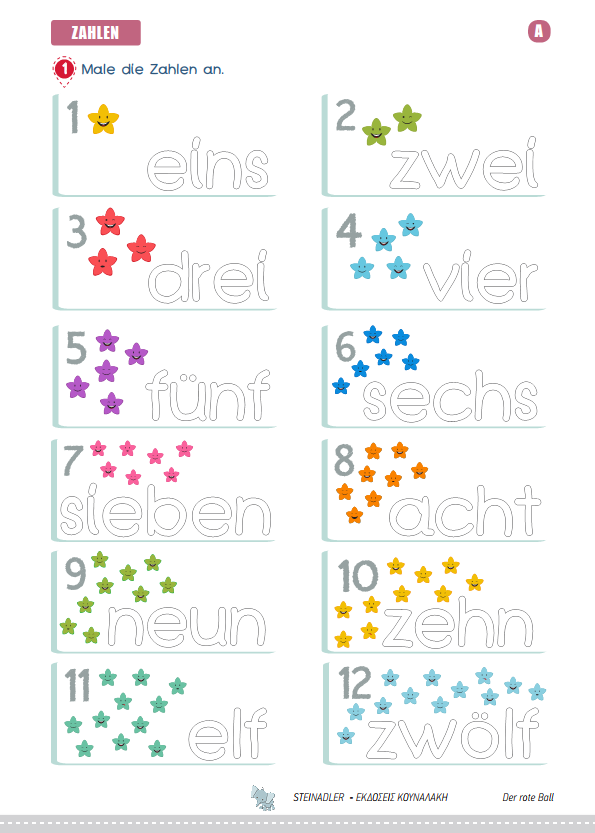 ZAHLEN
A
1 Male die Zahlen an.
1
eins
2
zwei
3
drei
4
vier
5
fünf
6
sechs
7
sieben
8
acht
9
neun
10
zehn
11
elf
12
zwölf
STEINADLER - ΕΚΔΟΣΕΙΣ ΚΟΥΝΑΛΑΚΗ
Der rote Ball